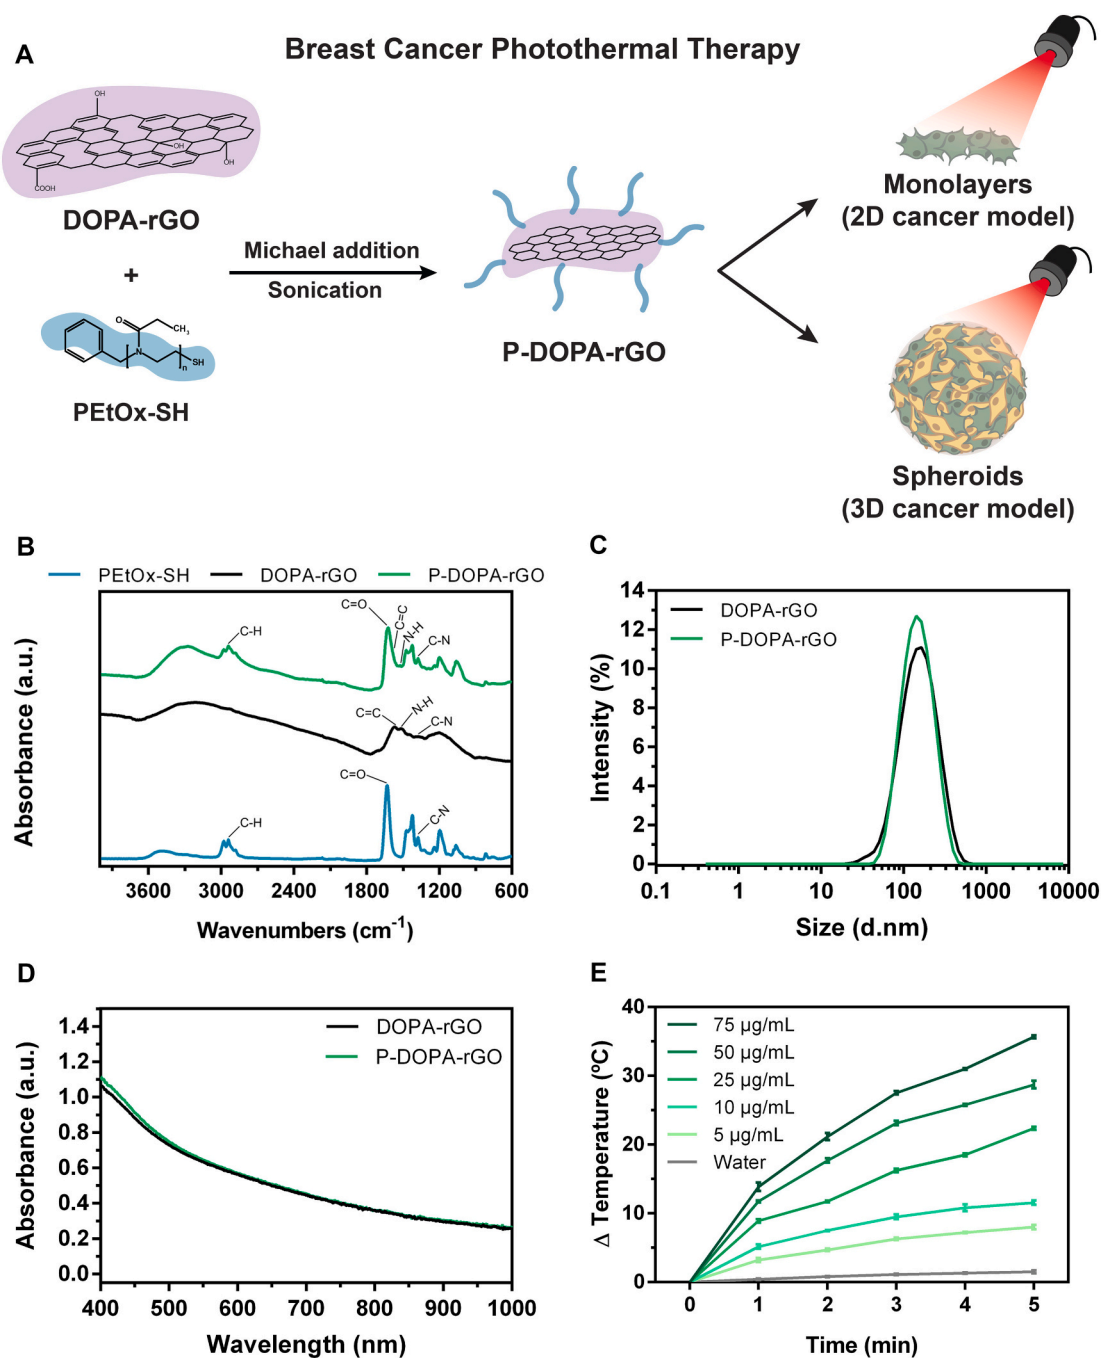 A
Breast Cancer Photothermal Therapy
OH
OH
OH
COOH
DOPA-rGO
+
O
CH3
N
n
SH
PEtOx-SH
Michael addition
Sonication
P-DOPA-rGO
Monolayers
(2D cancer model)
Spheroids
(3D cancer model)
B
PEtOx-SH
DOPA-rGO
P-DOPA-rGO
Absorbance (a.u.)
C-H
C=O
C=C
N-H
C-N
C=C
N-H
C-N
C-H
C=O
C-N
3600 3000 2400 1800 1200 600
Wavenumbers (cm-1)
C
DOPA-rGO
P-DOPA-rGO
Intensity (%)
14
12
10
8
6
4
2
0
0.1 1 10 100 1000 10000
Size (d.nm)
D
DOPA-rGO
P-DOPA-rGO
Absorbance (a.u.)
1.4
1.2
1.0
0.8
0.6
0.4
0.2
0.0
400 500 600 700 800 900 1000
Wavelength (nm)
E
75 µg/mL
50 µg/mL
25 µg/mL
10 µg/mL
5 µg/mL
Water
Δ Temperature (ºC)
40
30
20
10
0
0 1 2 3 4 5
Time (min)